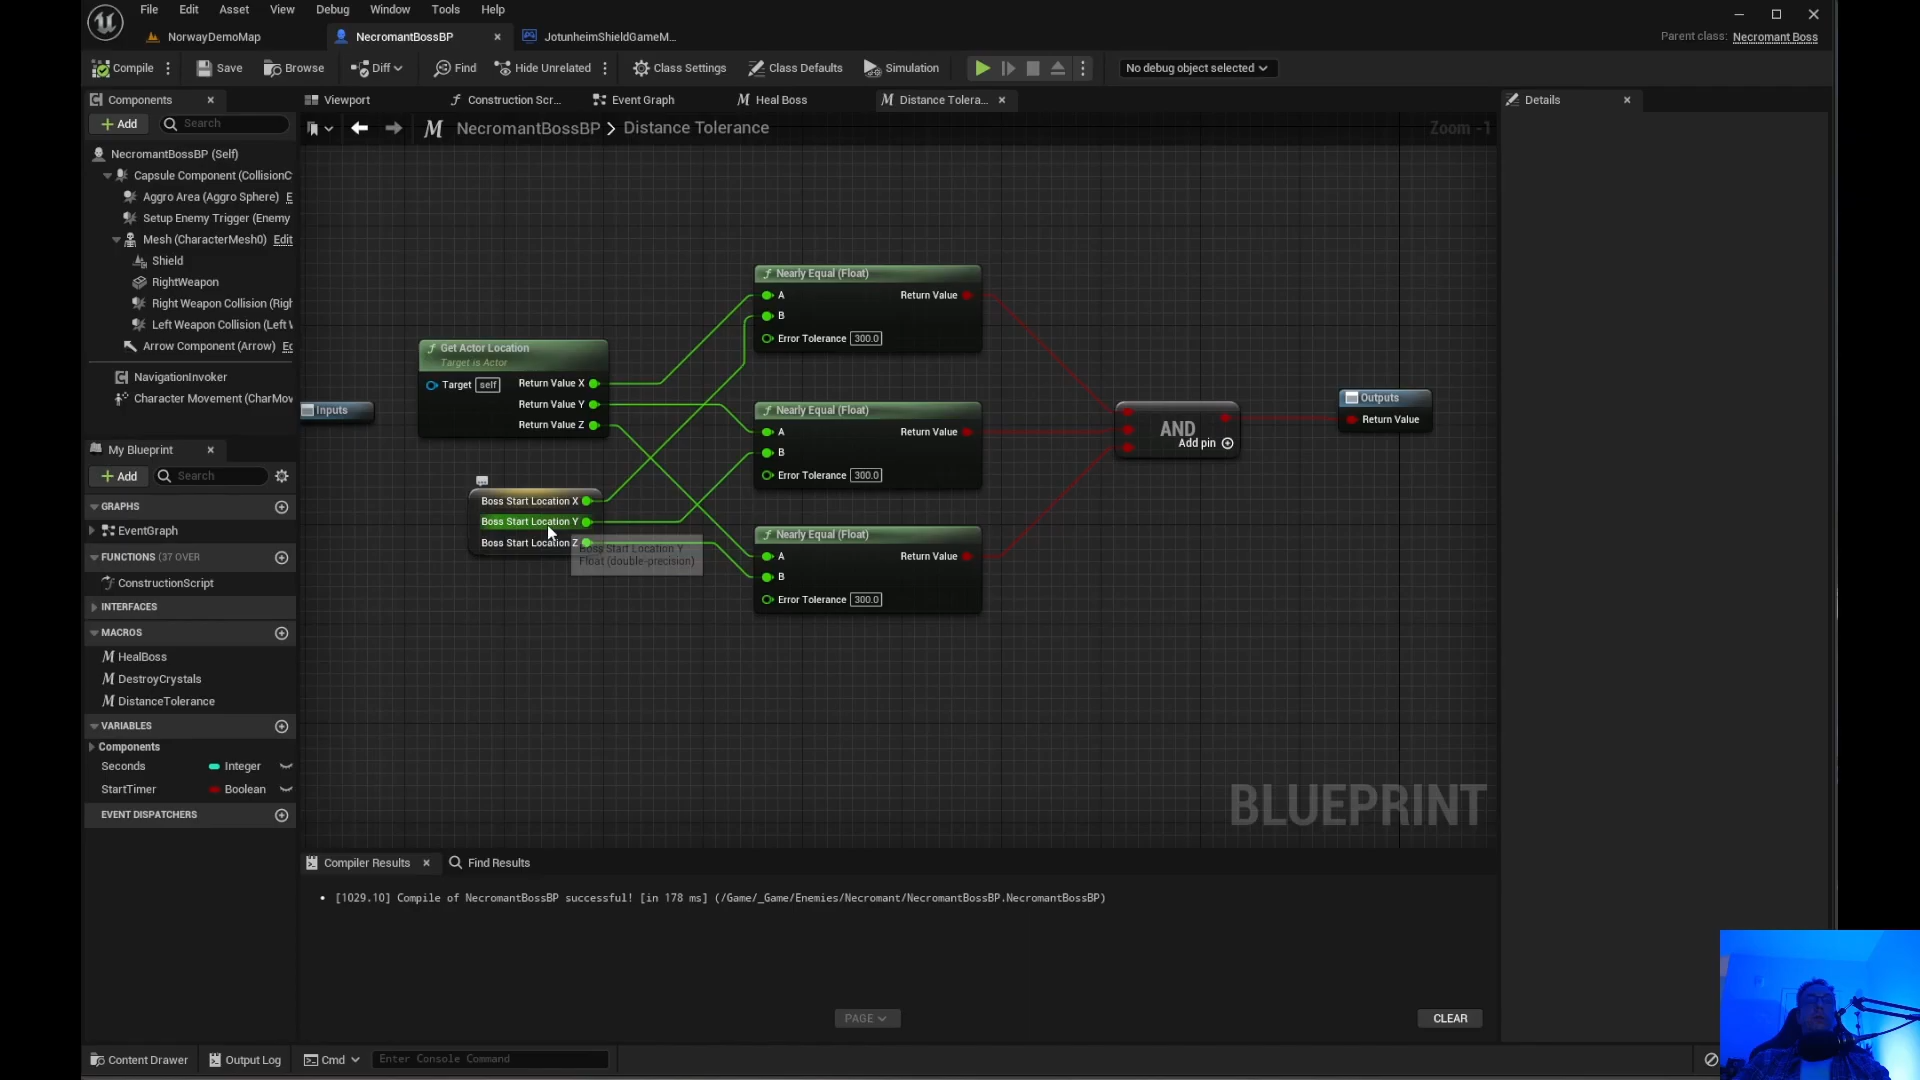 File Edit Asset View Debug Window Tools Help
NorwayDemoMap NecromantBossBP JotunheimShieldGameM...
Parent class: Necromant Boss
Compile Save Browse Diff Find Hide Unrelated Class Settings Class Defaults Simulation No debug object selected
Components
Add Search
NecromantBossBP (Self)
Capsule Component (CollisionC
Aggro Area (Aggro Sphere) E
Setup Enemy Trigger (Enemy
Mesh (CharacterMesh0) Edit
Shield
RightWeapon
Right Weapon Collision (Righ
Left Weapon Collision (Left W
Arrow Component (Arrow) Ec
NavigationInvoker
Character Movement (CharMov
My Blueprint
Add Search
GRAPHS
EventGraph
FUNCTIONS (37 OVER
ConstructionScript
INTERFACES
MACROS
HealBoss
DestroyCrystals
DistanceTolerance
VARIABLES
Components
Seconds Integer
StartTimer Boolean
EVENT DISPATCHERS
Viewport Construction Scr... Event Graph Heal Boss Distance Tolera...
NecromantBossBP > Distance Tolerance
Zoom -1
Inputs
Get Actor Location
Target is Actor
Target self Return Value X
Return Value Y
Return Value Z
Boss Start Location X
Boss Start Location Y
Boss Start Location Z
Boss Start Location Y
Float (double-precision)
Nearly Equal (Float)
A Return Value
B
Error Tolerance 300.0
Nearly Equal (Float)
A Return Value
B
Error Tolerance 300.0
Nearly Equal (Float)
A Return Value
B
Error Tolerance 300.0
AND
Add pin
Outputs
Return Value
BLUEPRINT
Details
Compiler Results Find Results
• [1029.10] Compile of NecromantBossBP successful! [in 178 ms] (/Game/_Game/Enemies/Necromant/NecromantBossBP.NecromantBossBP)
PAGE CLEAR
Content Drawer Output Log Cmd Enter Console Command